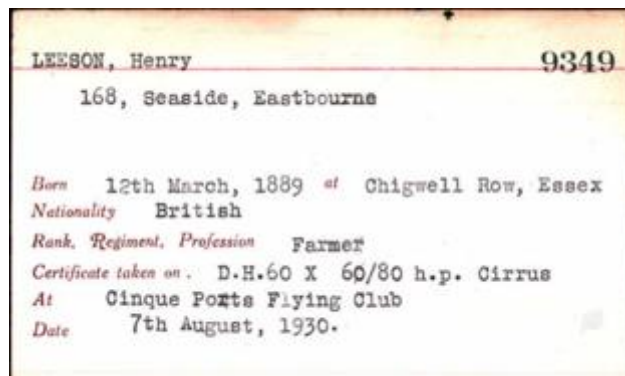 LEESON, Henry 9349
168, Seaside, Eastbourne
Born 12th March, 1889 at Chigwell Row, Essex
Nationality British
Rank, Regiment, Profession Farmer
Certificate taken on. D.H.60 X 60/80 h.p. Cirrus
At Cinque Ports Flying Club
Date 7th August, 1930.